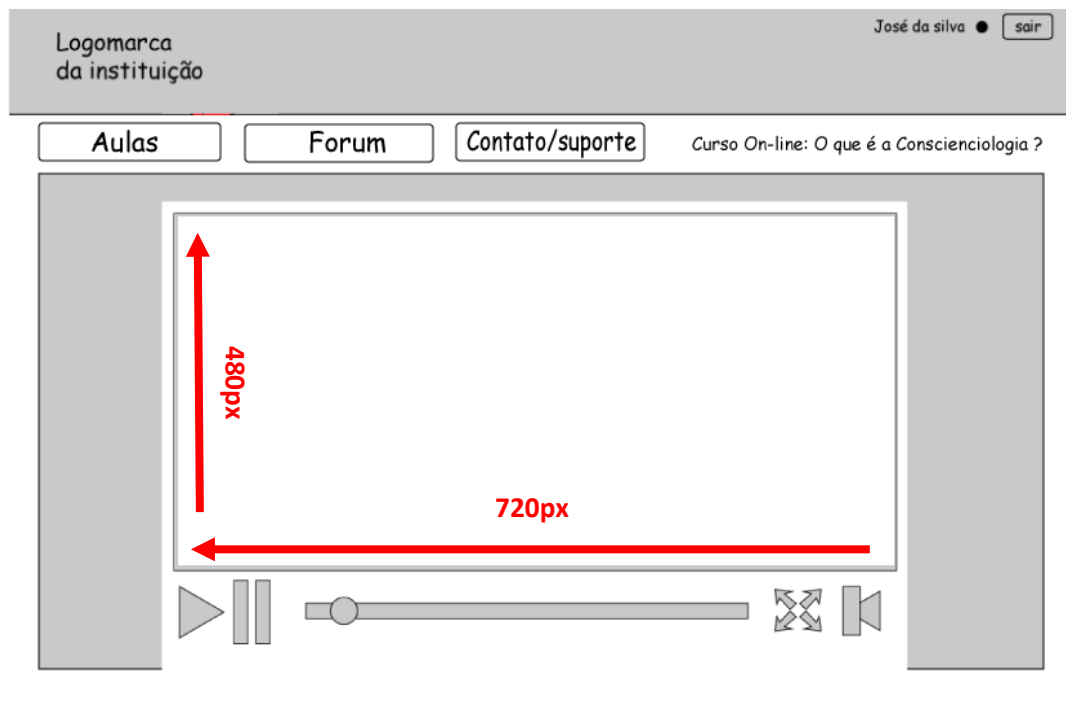 José da silva
sair
Logomarca
da instituição
Aulas
Forum
Contato/suporte
Curso On-line: O que é a Conscienciologia ?
480px
720px